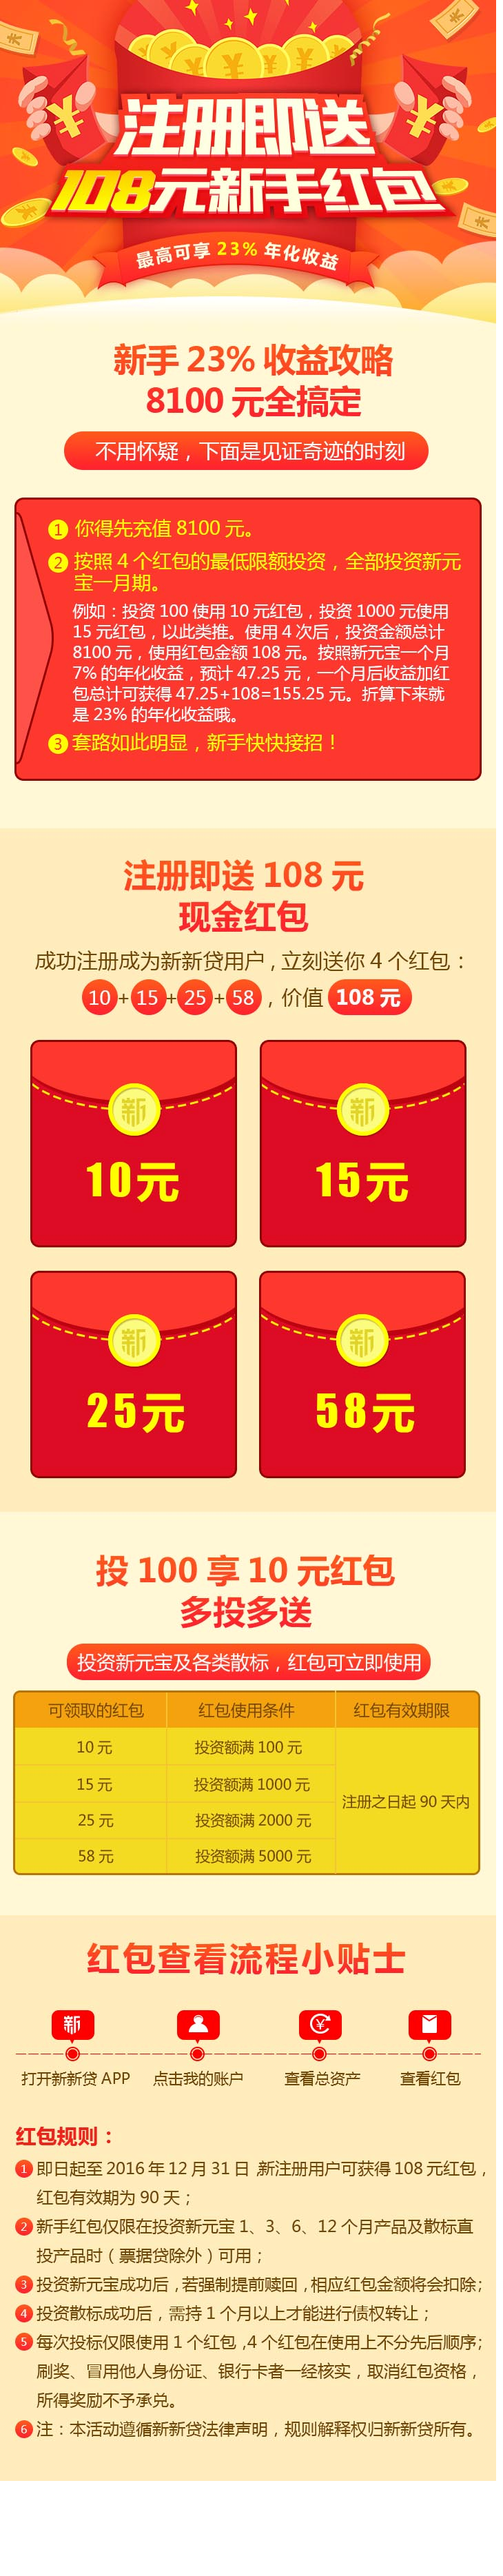 注册即送
108元新手红包
最高可享 23% 年化收益
新手 23% 收益攻略
8100 元全搞定
不用怀疑，下面是见证奇迹的时刻
1 你得先充值 8100 元。
2 按照 4 个红包的最低限额投资，全部投资新元
宝一月期。
例如：投资 100 使用 10 元红包，投资 1000 元使用
15 元红包，以此类推。使用 4 次后，投资金额总计
8100 元，使用红包金额 108 元。按照新元宝一个月
7% 的年化收益，预计 47.25 元，一个月后收益加红
包总计可获得 47.25+108=155.25 元。折算下来就
是 23% 的年化收益哦。
3 套路如此明显，新手快快接招！
注册即送 108 元
现金红包
成功注册成为新新贷用户，立刻送你 4 个红包：
10+15+25+58，价值 108 元
新 新
10元 15元
新 新
25元 58元
投 100 享 10 元红包
多投多送
投资新元宝及各类散标，红包可立即使用
可领取的红包 红包使用条件 红包有效期限
10 元 投资额满 100 元
15 元 投资额满 1000 元
注册之日起 90 天内
25 元 投资额满 2000 元
58 元 投资额满 5000 元
红包查看流程小贴士
新
打开新新贷 APP 点击我的账户 查看总资产 查看红包
红包规则：
1 即日起至 2016 年 12 月 31 日，新注册用户可获得 108 元红包，
红包有效期为 90 天；
2 新手红包仅限在投资新元宝 1、3、6、12 个月产品及散标直
投产品时（票据贷除外）可用；
3 投资新元宝成功后，若强制提前赎回，相应红包金额将会扣除；
4 投资散标成功后，需持 1 个月以上才能进行债权转让；
5 每次投标仅限使用 1 个红包，4 个红包在使用上不分先后顺序；
刷奖、冒用他人身份证、银行卡者一经核实，取消红包资格，
所得奖励不予承兑。
6 注：本活动遵循新新贷法律声明，规则解释权归新新贷所有。